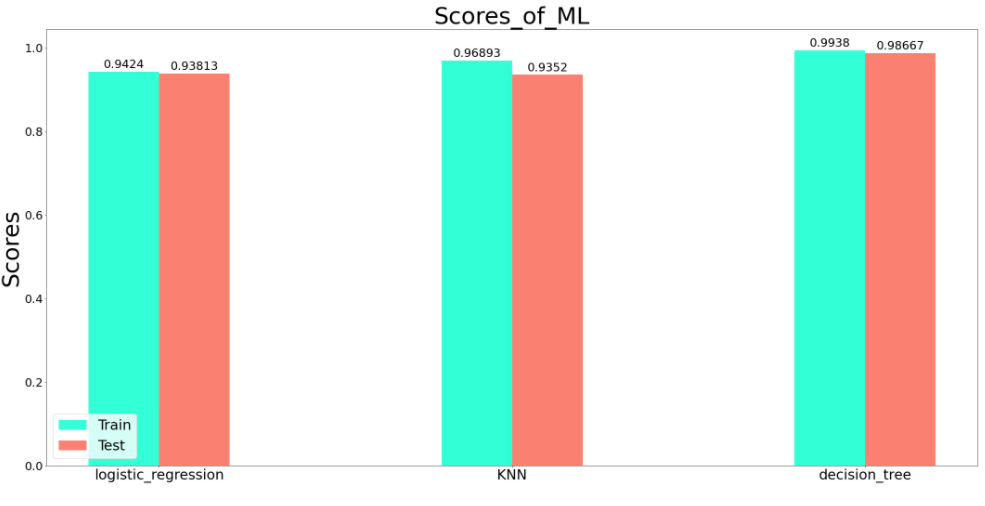 Scores_of_ML
1.0
0.8
0.6
0.4
0.2
0.0
Scores
0.9424
0.93813
0.96893
0.9352
0.9938
0.98667
Train
Test
logistic_regression
KNN
decision_tree